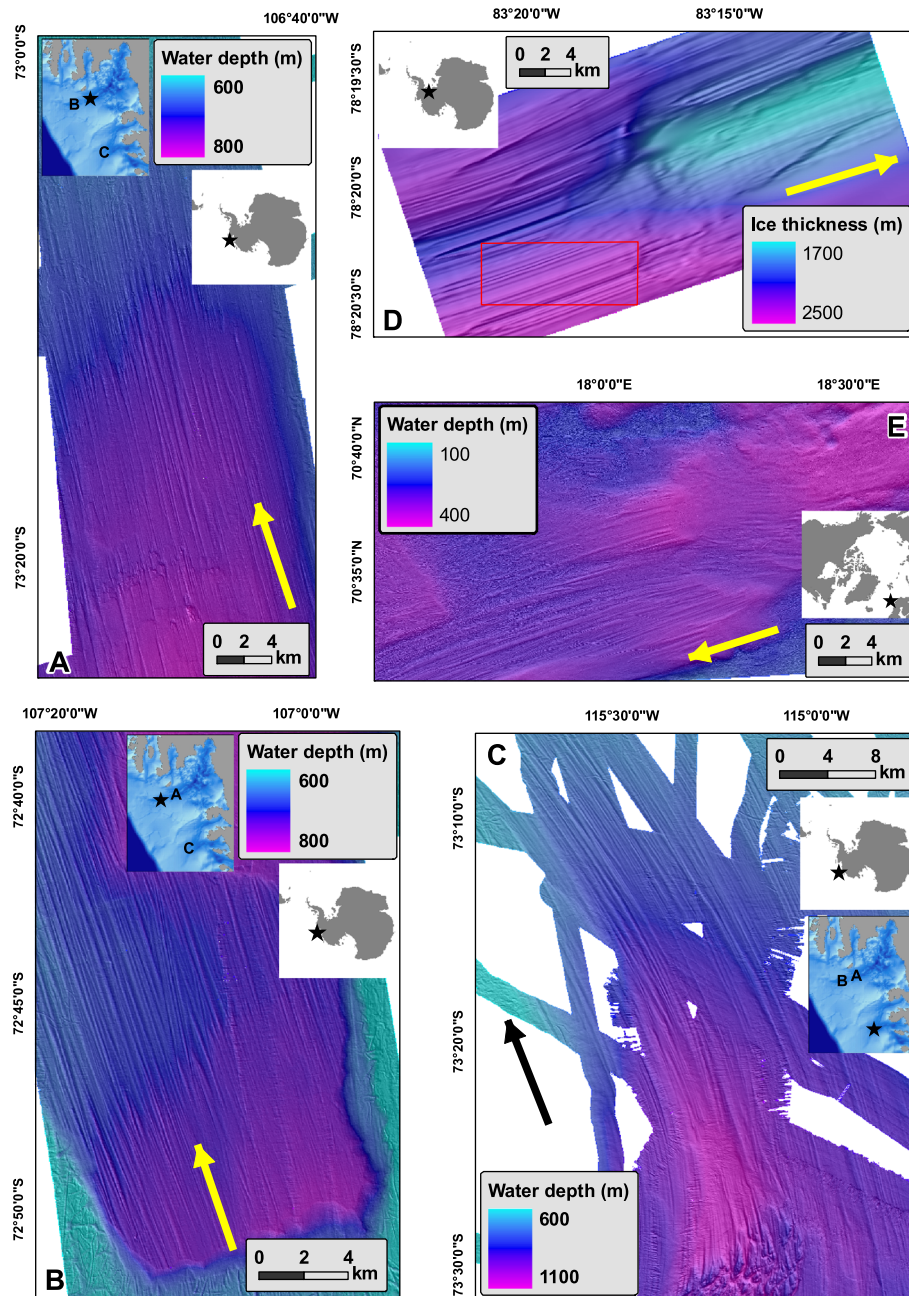 106°40'0"W
73°0'0"S
73°20'0"S
Water depth (m)
600
800
B
C
0 2 4
km
A
83°20'0"W 83°15'0"W
78°19'30"S
78°20'0"S
78°20'30"S
0 2 4
km
Ice thickness (m)
1700
2500
D
18°0'0"E 18°30'0"E
70°40'0"N
70°35'0"N
Water depth (m)
100
400
E
0 2 4
km
107°20'0"W 107°0'0"W
72°40'0"S
72°45'0"S
72°50'0"S
A
C
Water depth (m)
600
800
0 2 4
km
B
115°30'0"W 115°0'0"W
73°10'0"S
73°20'0"S
73°30'0"S
C
0 4 8
km
B A
Water depth (m)
600
1100